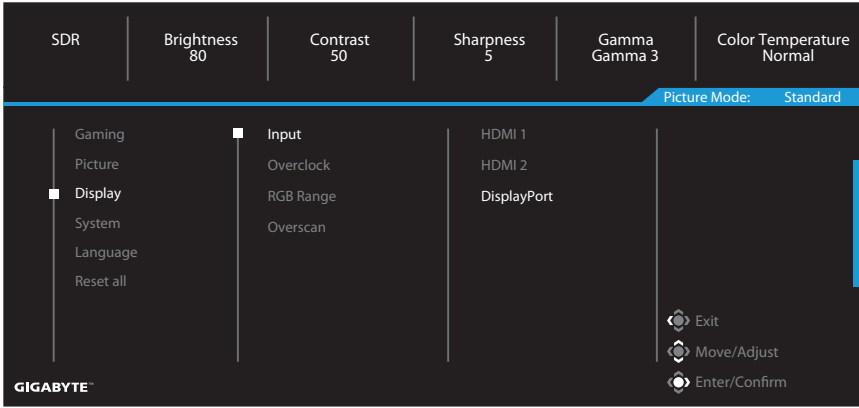 SDR
Brightness
80
Contrast
50
Sharpness
5
Gamma
Gamma 3
Color Temperature
Normal
Picture Mode: Standard
Gaming
Picture
Display
System
Language
Reset all
Input
Overclock
RGB Range
Overscan
HDMI 1
HDMI 2
DisplayPort
Exit
Move/Adjust
Enter/Confirm
GIGABYTE™